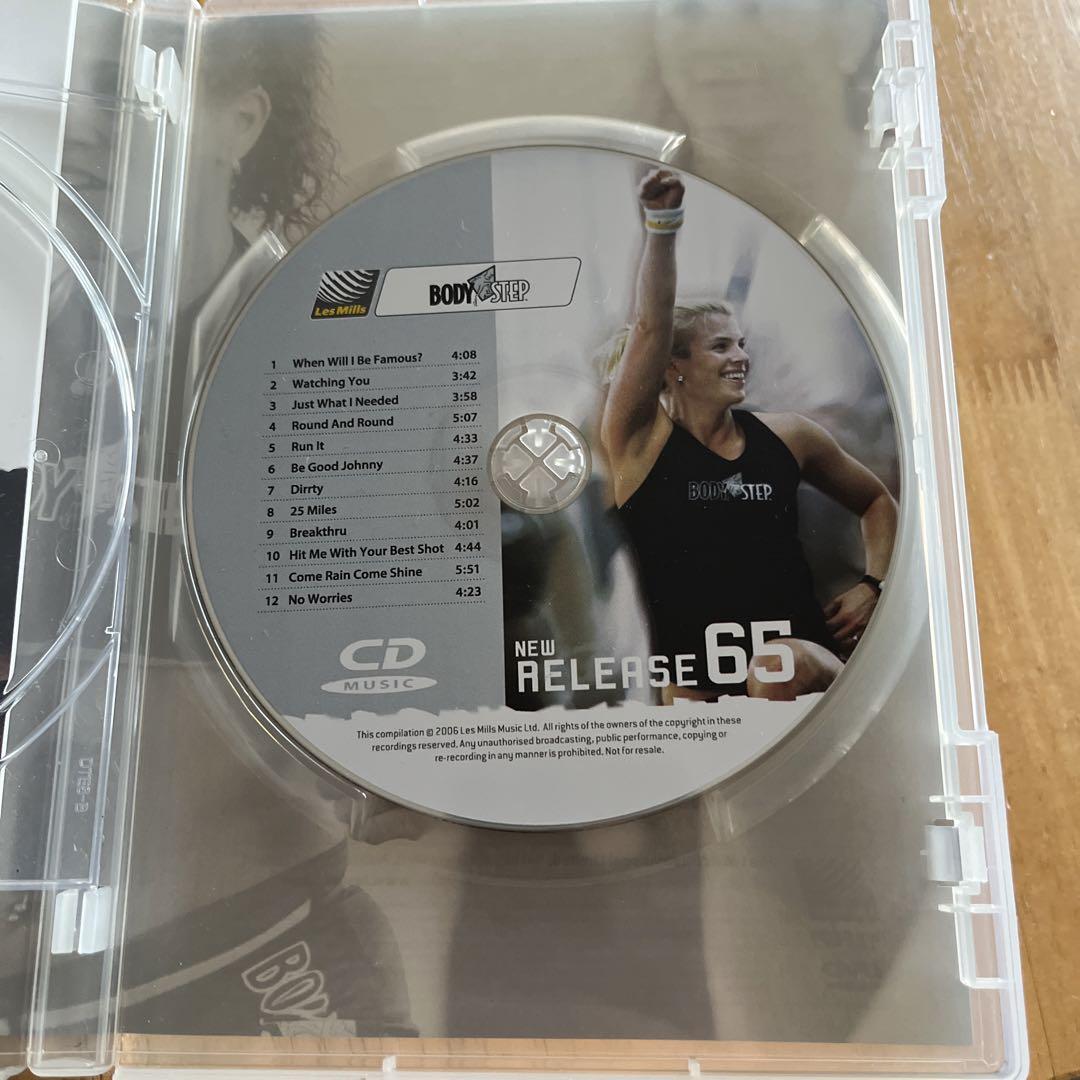 Les Mills
BODY STEP
1 When Will I Be Famous? 4:08
2 Watching You 3:42
3 Just What I Needed 3:58
4 Round And Round 5:07
5 Run It 4:33
6 Be Good Johnny 4:37
7 Dirrty 4:16
8 25 Miles 5:02
9 Breakthru 4:01
10 Hit Me With Your Best Shot 4:44
11 Come Rain Come Shine 5:51
12 No Worries 4:23
BODY STEP
CD
MUSIC
NEW
RELEASE 65
This compilation © 2006 Les Mills Music Ltd. All rights of the owners of the copyright in these
recordings reserved. Any unauthorised broadcasting, public performance, copying or
re-recording in any manner is prohibited. Not for resale.